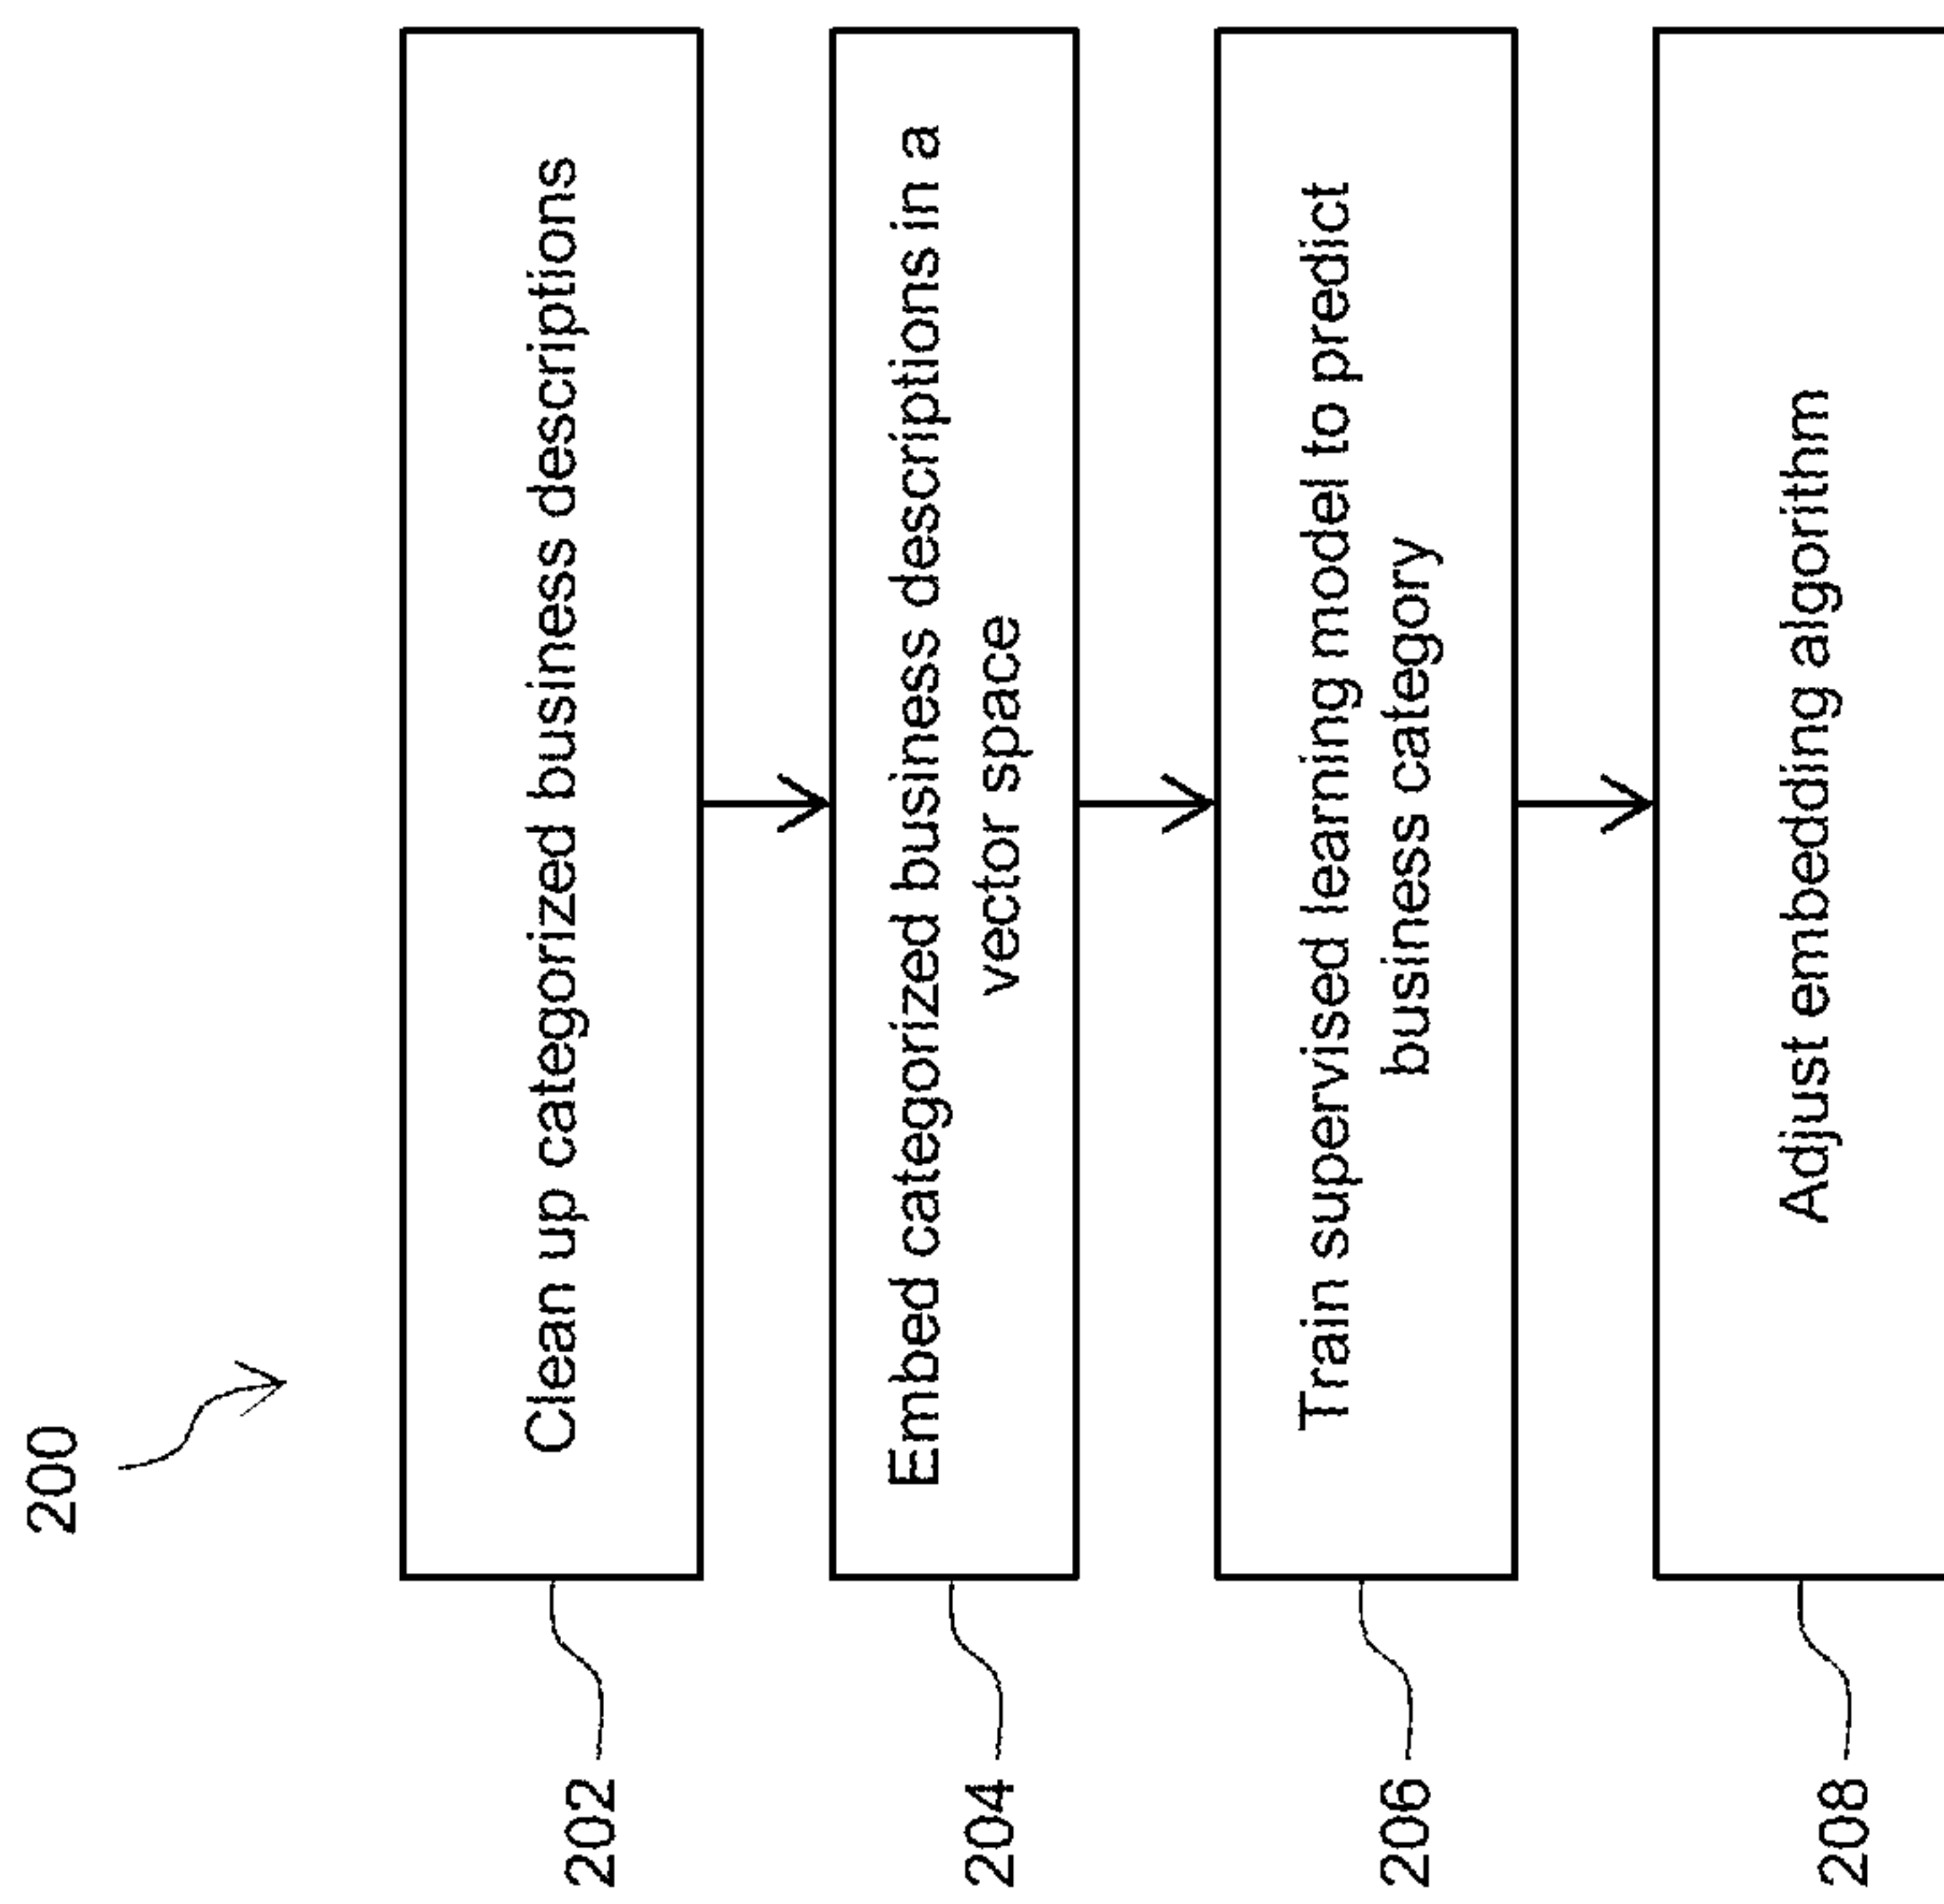 200
202
Clean up categorized business descriptions
204
Embed categorized business descriptions in a
vector space
206
Train supervised learning model to predict
business category
208
Adjust embedding algorithm